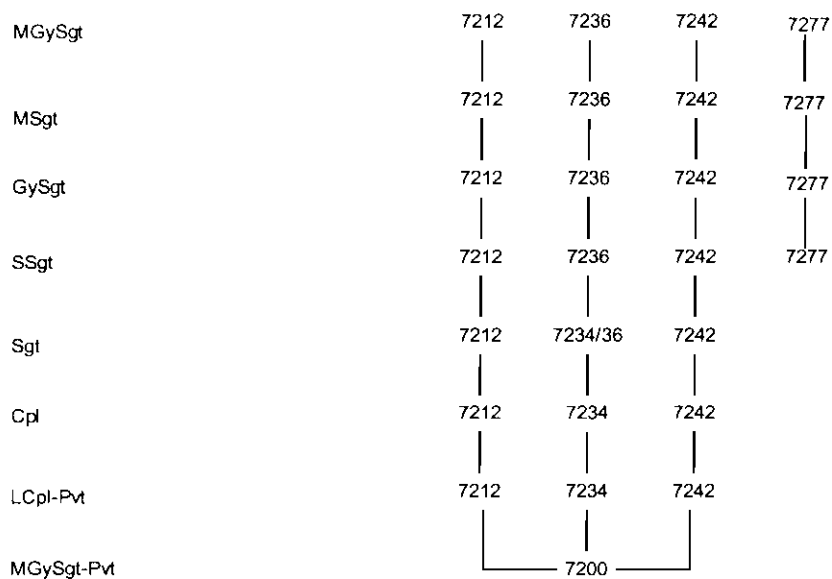 MGySgt 7212 7236 7242 7277
MSgt 7212 7236 7242 7277
GySgt 7212 7236 7242 7277
SSgt 7212 7236 7242 7277
Sgt 7212 7234/36 7242
Cpl 7212 7234 7242
LCpl-Pvt 7212 7234 7242
MGySgt-Pvt 7200